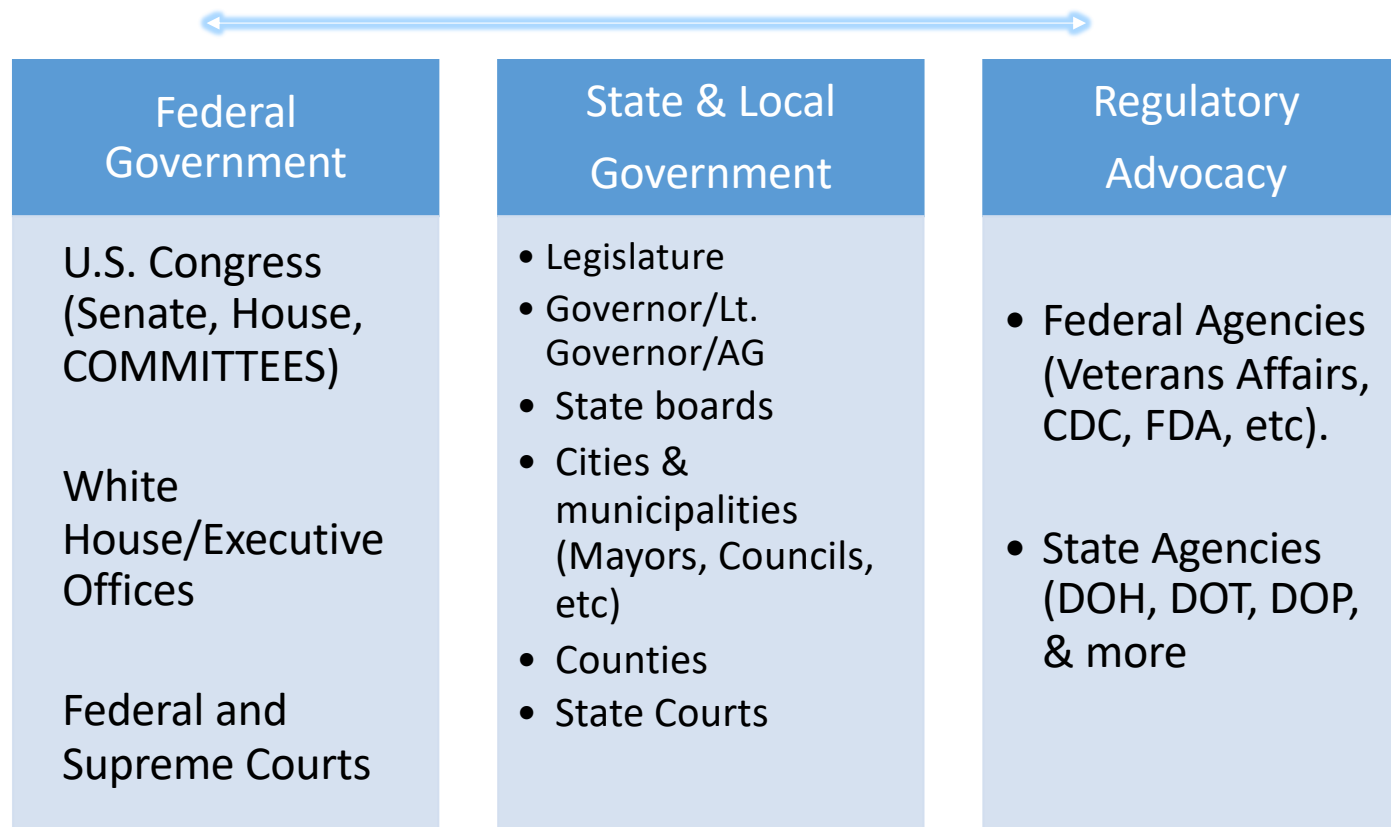 Federal
Government
U.S. Congress
(Senate, House,
COMMITTEES)
White
House/Executive
Offices
Federal and
Supreme Courts
State & Local
Government
• Legislature
• Governor/Lt.
Governor/AG
• State boards
• Cities &
municipalities
(Mayors, Councils,
etc)
• Counties
• State Courts
Regulatory
Advocacy
• Federal Agencies
(Veterans Affairs,
CDC, FDA, etc).
• State Agencies
(DOH, DOT, DOP,
& more